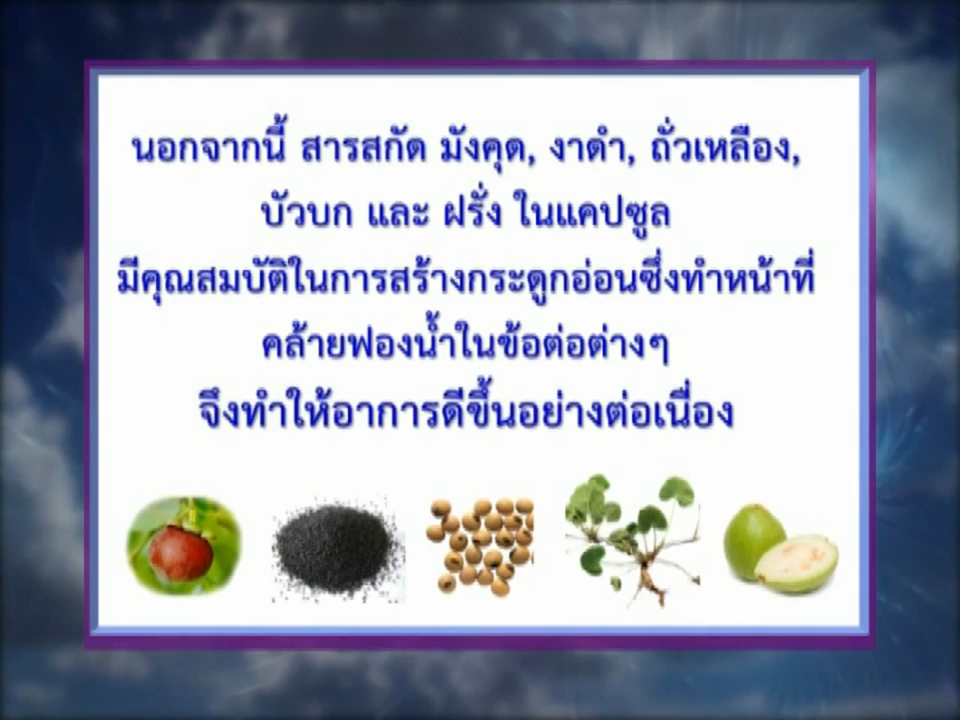 นอกจากนี้ สารสกัด มังคุด, งาดำ, ถั่วเหลือง,
บัวบก และ ฝรั่ง ในแคปซูล
มีคุณสมบัติในการสร้างกระดูกอ่อนซึ่งทำหน้าที่
คล้ายฟองน้ำในข้อต่อต่างๆ
จึงทำให้อาการดีขึ้นอย่างต่อเนื่อง